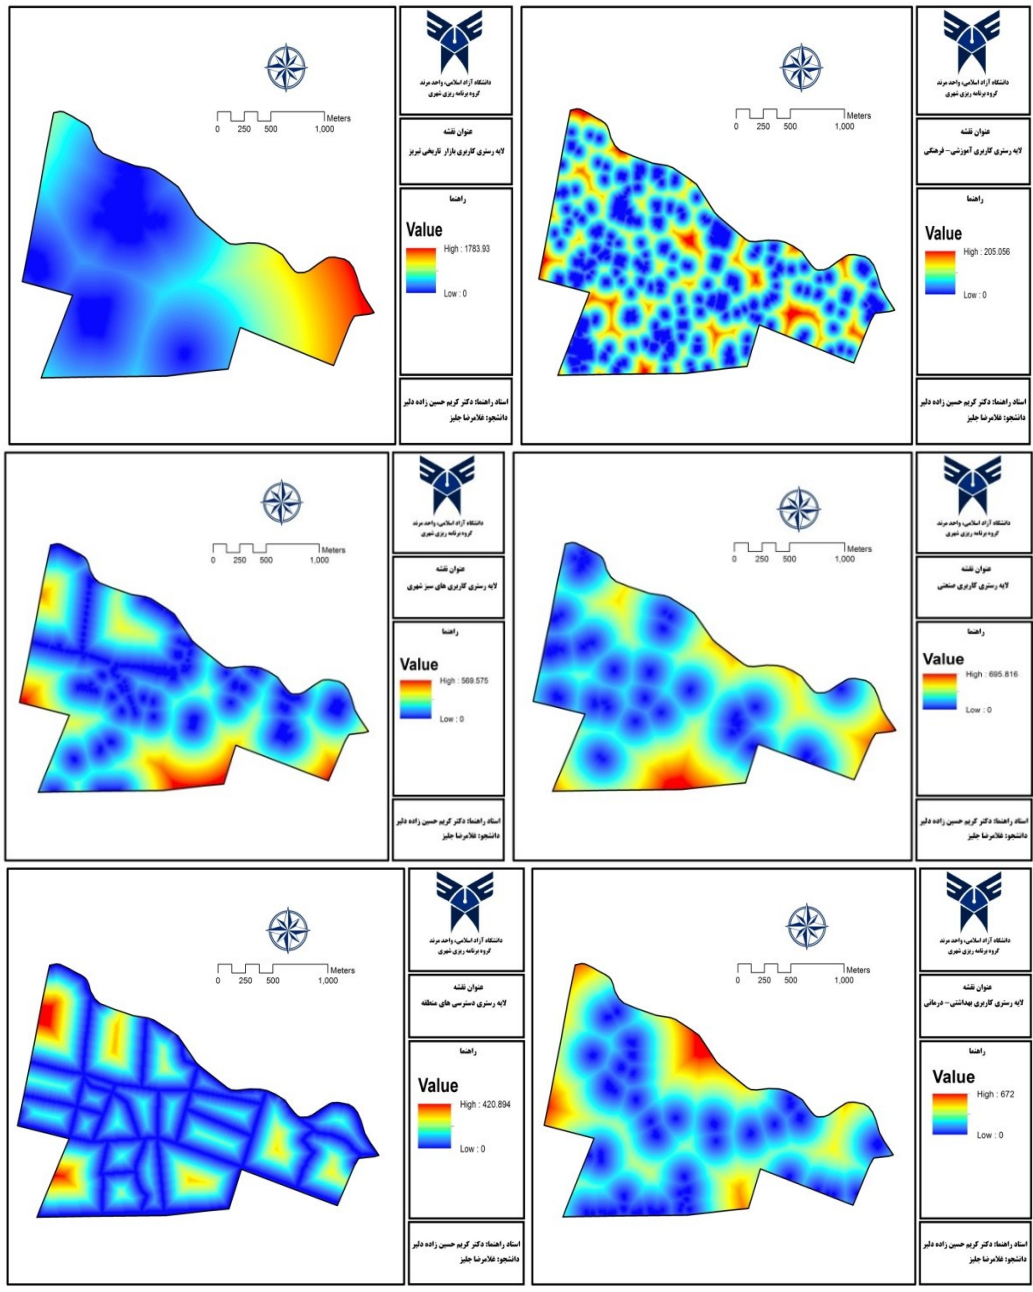 دانشگاه آزاد اسلامی، واحد مرند
گروه برنامه ریزی شهری
Meters
0 250 500 1,000
عنوان نقشه
لایه رستری کاربری بازار تاریخی تبریز
راهنما
Value
High : 1783.93
Low : 0
استاد راهنما: دکتر کریم حسین زاده دلیر
دانشجو: غلامرضا جلیز
دانشگاه آزاد اسلامی، واحد مرند
گروه برنامه ریزی شهری
Meters
0 250 500 1,000
عنوان نقشه
لایه رستری کاربری آموزشی- فرهنگی
راهنما
Value
High : 205.056
Low : 0
استاد راهنما: دکتر کریم حسین زاده دلیر
دانشجو: غلامرضا جلیز
دانشگاه آزاد اسلامی، واحد مرند
گروه برنامه ریزی شهری
Meters
0 250 500 1,000
عنوان نقشه
لایه رستری کاربری های سبز شهری
راهنما
Value
High : 569.575
Low : 0
استاد راهنما: دکتر کریم حسین زاده دلیر
دانشجو: غلامرضا جلیز
دانشگاه آزاد اسلامی، واحد مرند
گروه برنامه ریزی شهری
Meters
0 250 500 1,000
عنوان نقشه
لایه رستری کاربری صنعتی
راهنما
Value
High : 695.816
Low : 0
استاد راهنما: دکتر کریم حسین زاده دلیر
دانشجو: غلامرضا جلیز
دانشگاه آزاد اسلامی، واحد مرند
گروه برنامه ریزی شهری
Meters
0 250 500 1,000
عنوان نقشه
لایه رستری دسترسی های منطقه
راهنما
Value
High : 420.894
Low : 0
استاد راهنما: دکتر کریم حسین زاده دلیر
دانشجو: غلامرضا جلیز
دانشگاه آزاد اسلامی، واحد مرند
گروه برنامه ریزی شهری
Meters
0 250 500 1,000
عنوان نقشه
لایه رستری کاربری بهداشتی- درمانی
راهنما
Value
High : 672
Low : 0
استاد راهنما: دکتر کریم حسین زاده دلیر
دانشجو: غلامرضا جلیز